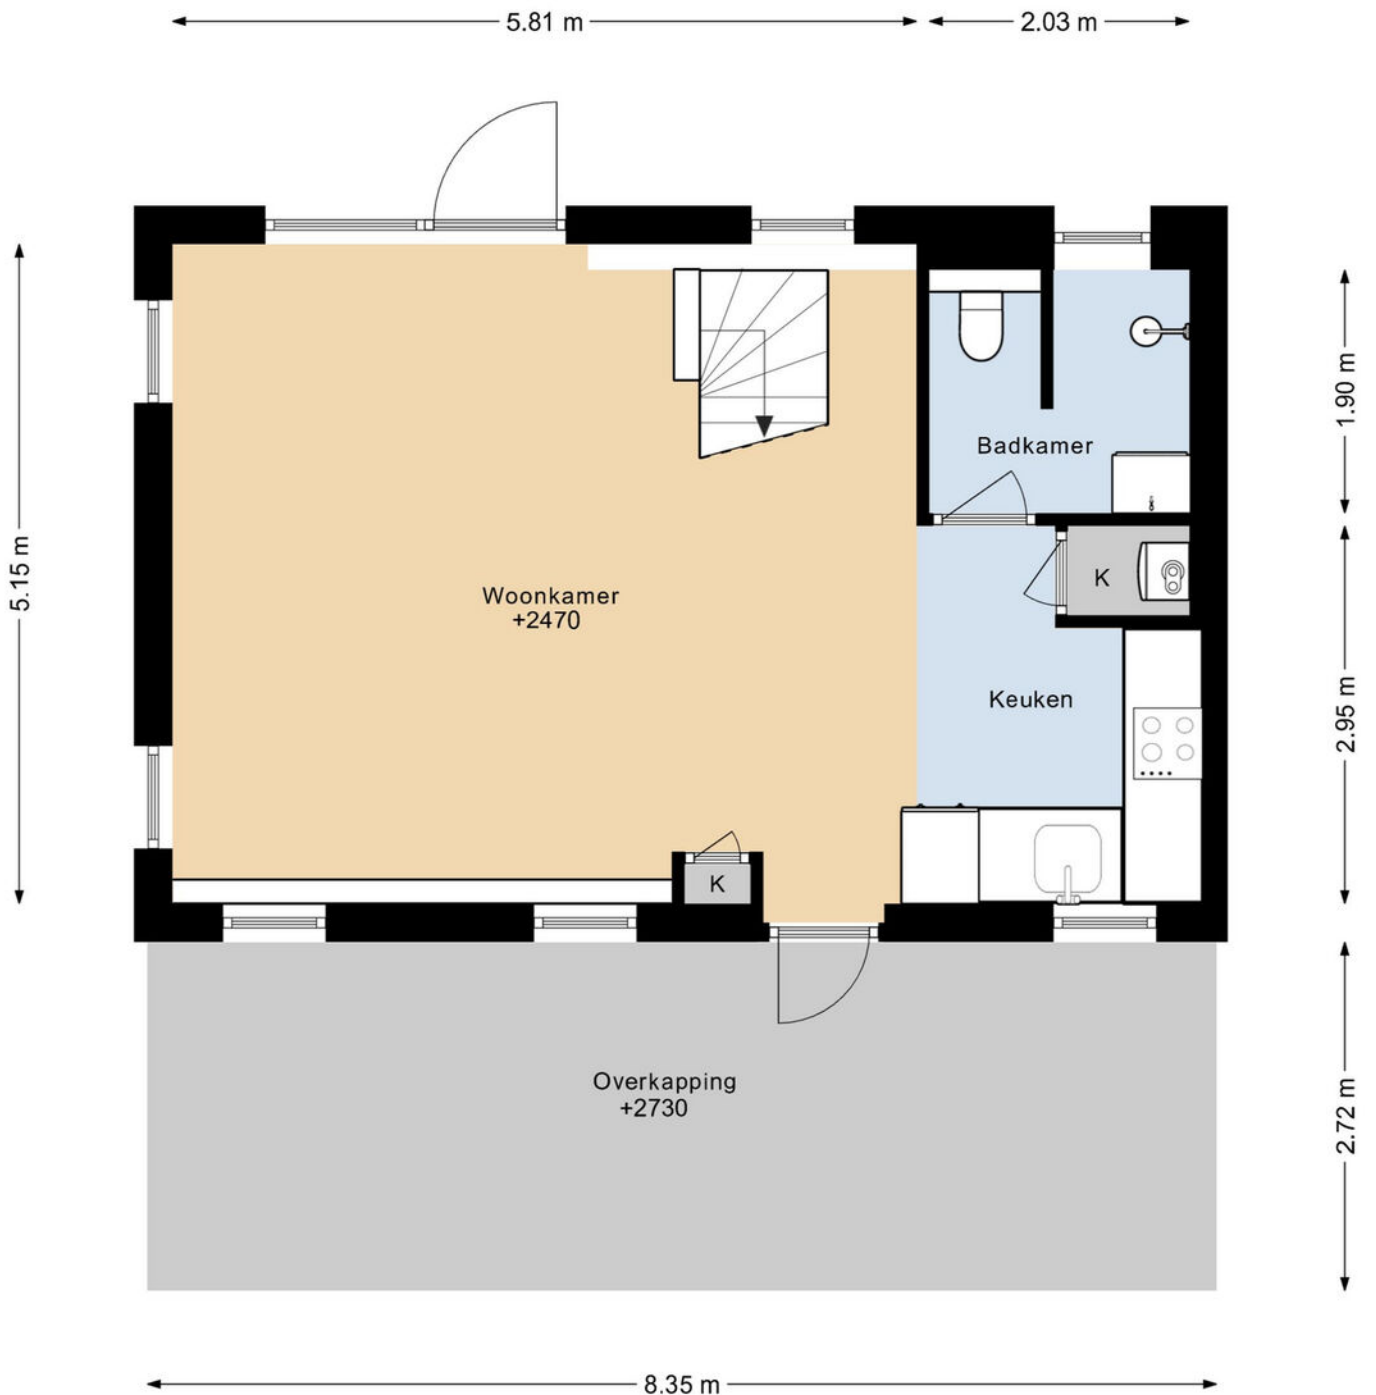 5.81 m
2.03 m
1.90 m
Badkamer
5.15 m
K
Woonkamer
+2470
Keuken
2.95 m
K
Overkapping
+2730
2.72 m
8.35 m